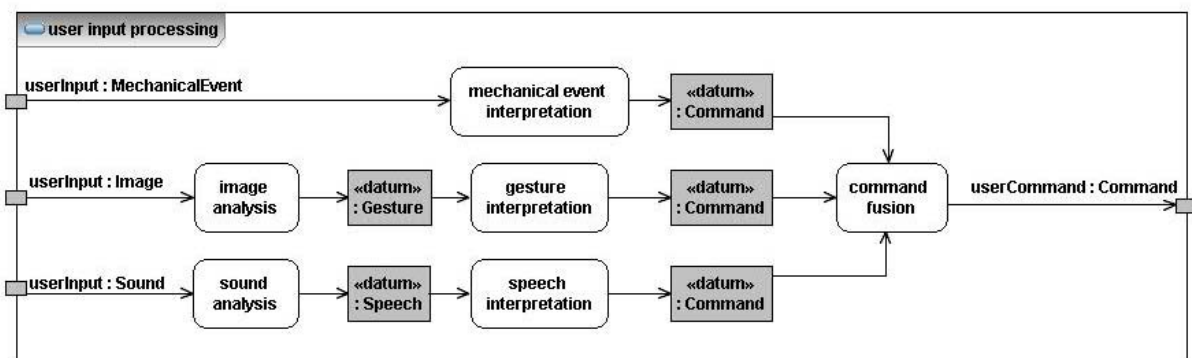 user input processing
userInput : MechanicalEvent
mechanical event
interpretation
«datum»
: Command
userInput : Image
image
analysis
«datum»
: Gesture
gesture
interpretation
«datum»
: Command
command
fusion
userCommand : Command
userInput : Sound
sound
analysis
«datum»
: Speech
speech
interpretation
«datum»
: Command